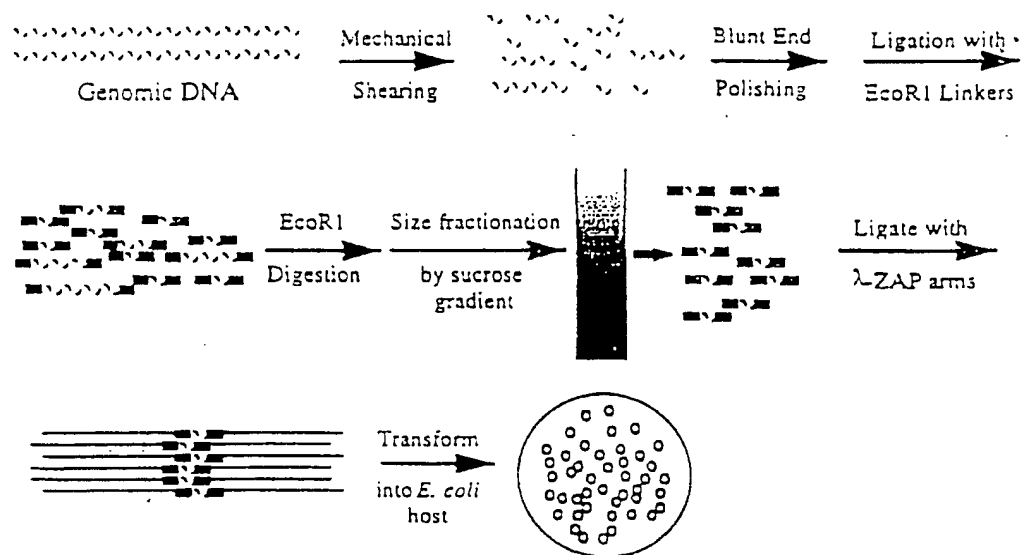 Mechanical
Shearing
Genomic DNA
Blunt End
Polishing
Ligation with
EcoR1 Linkers
EcoR1
Digestion
Size fractionation
by sucrose
gradient
Ligate with
λ-ZAP arms
Transform
into E. coli
host